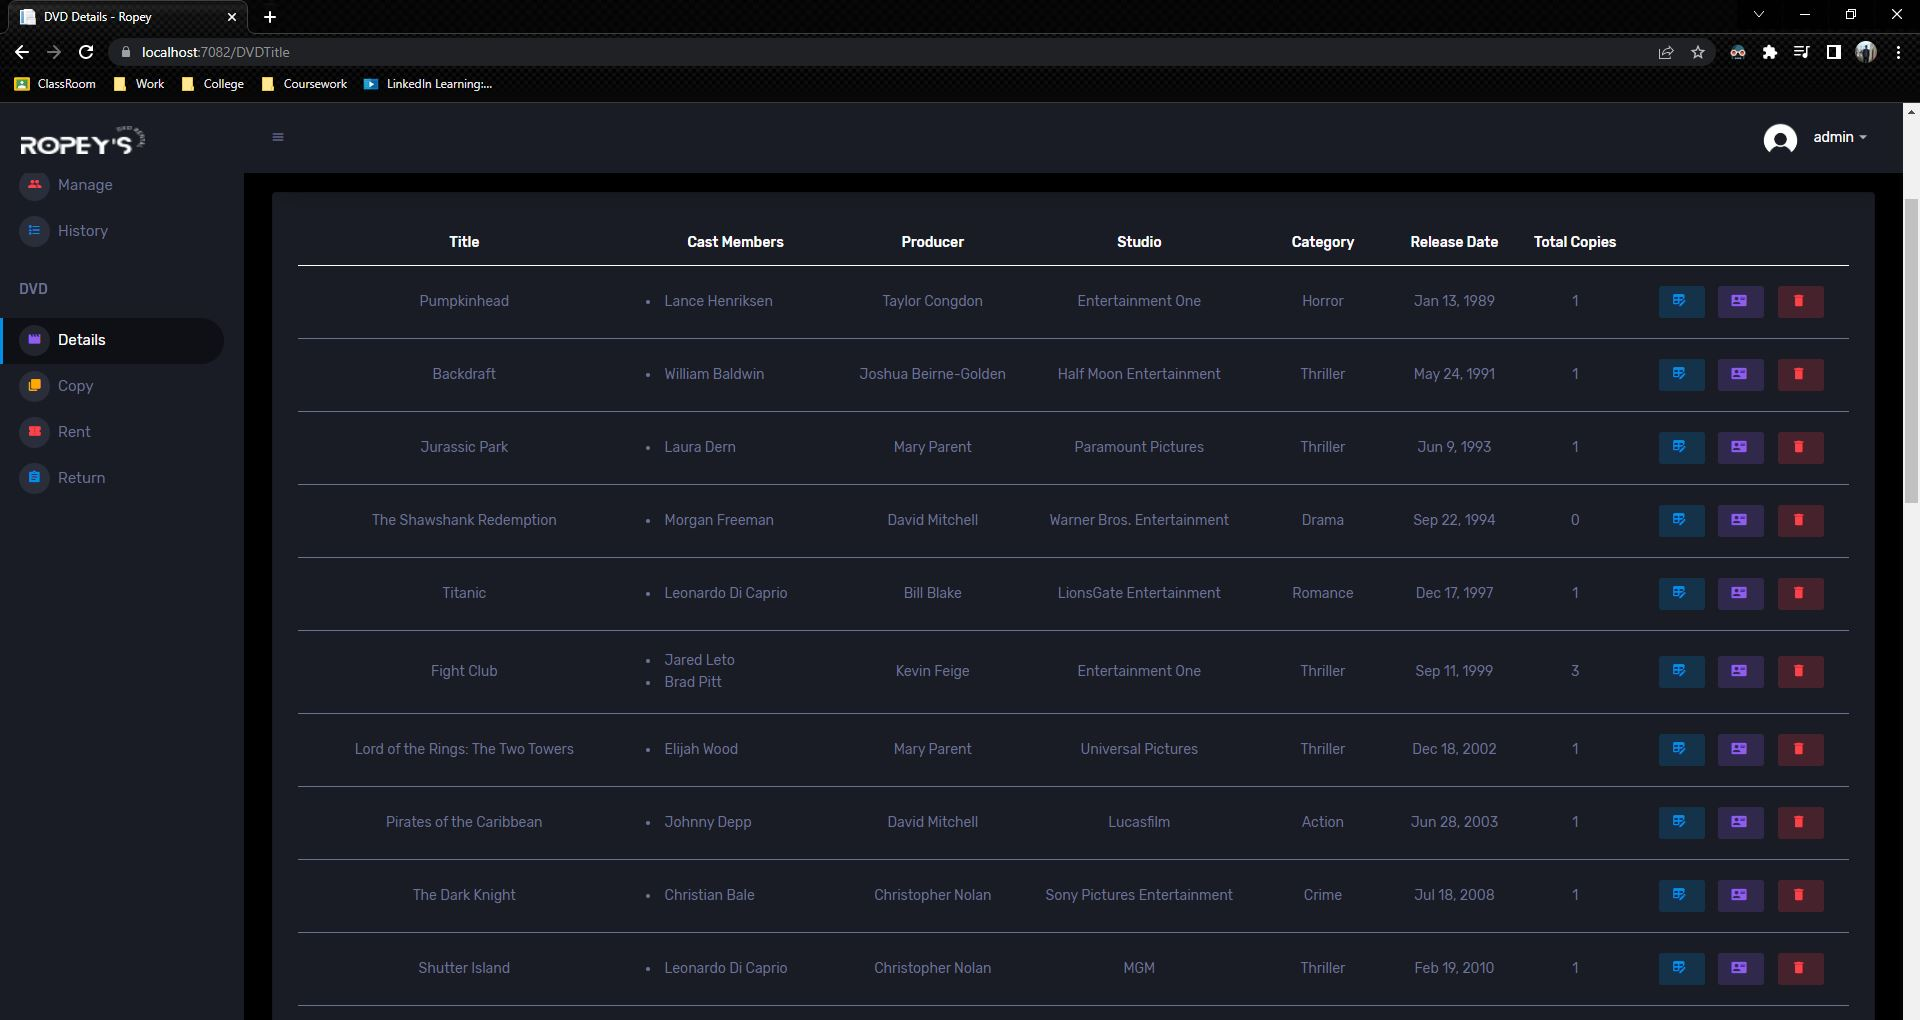 DVD Details - Ropey
localhost:7082/DVDTitle
ClassRoom Work College Coursework LinkedIn Learning:...
ROPEY'S
admin
Manage
History
DVD
Details
Copy
Rent
Return
Title Cast Members Producer Studio Category Release Date Total Copies
Pumpkinhead • Lance Henriksen Taylor Congdon Entertainment One Horror Jan 13, 1989 1
Backdraft • William Baldwin Joshua Beirne-Golden Half Moon Entertainment Thriller May 24, 1991 1
Jurassic Park • Laura Dern Mary Parent Paramount Pictures Thriller Jun 9, 1993 1
The Shawshank Redemption • Morgan Freeman David Mitchell Warner Bros. Entertainment Drama Sep 22, 1994 0
Titanic • Leonardo Di Caprio Bill Blake LionsGate Entertainment Romance Dec 17, 1997 1
Fight Club • Jared Leto Kevin Feige Entertainment One Thriller Sep 11, 1999 3
• Brad Pitt
Lord of the Rings: The Two Towers • Elijah Wood Mary Parent Universal Pictures Thriller Dec 18, 2002 1
Pirates of the Caribbean • Johnny Depp David Mitchell Lucasfilm Action Jun 28, 2003 1
The Dark Knight • Christian Bale Christopher Nolan Sony Pictures Entertainment Crime Jul 18, 2008 1
Shutter Island • Leonardo Di Caprio Christopher Nolan MGM Thriller Feb 19, 2010 1